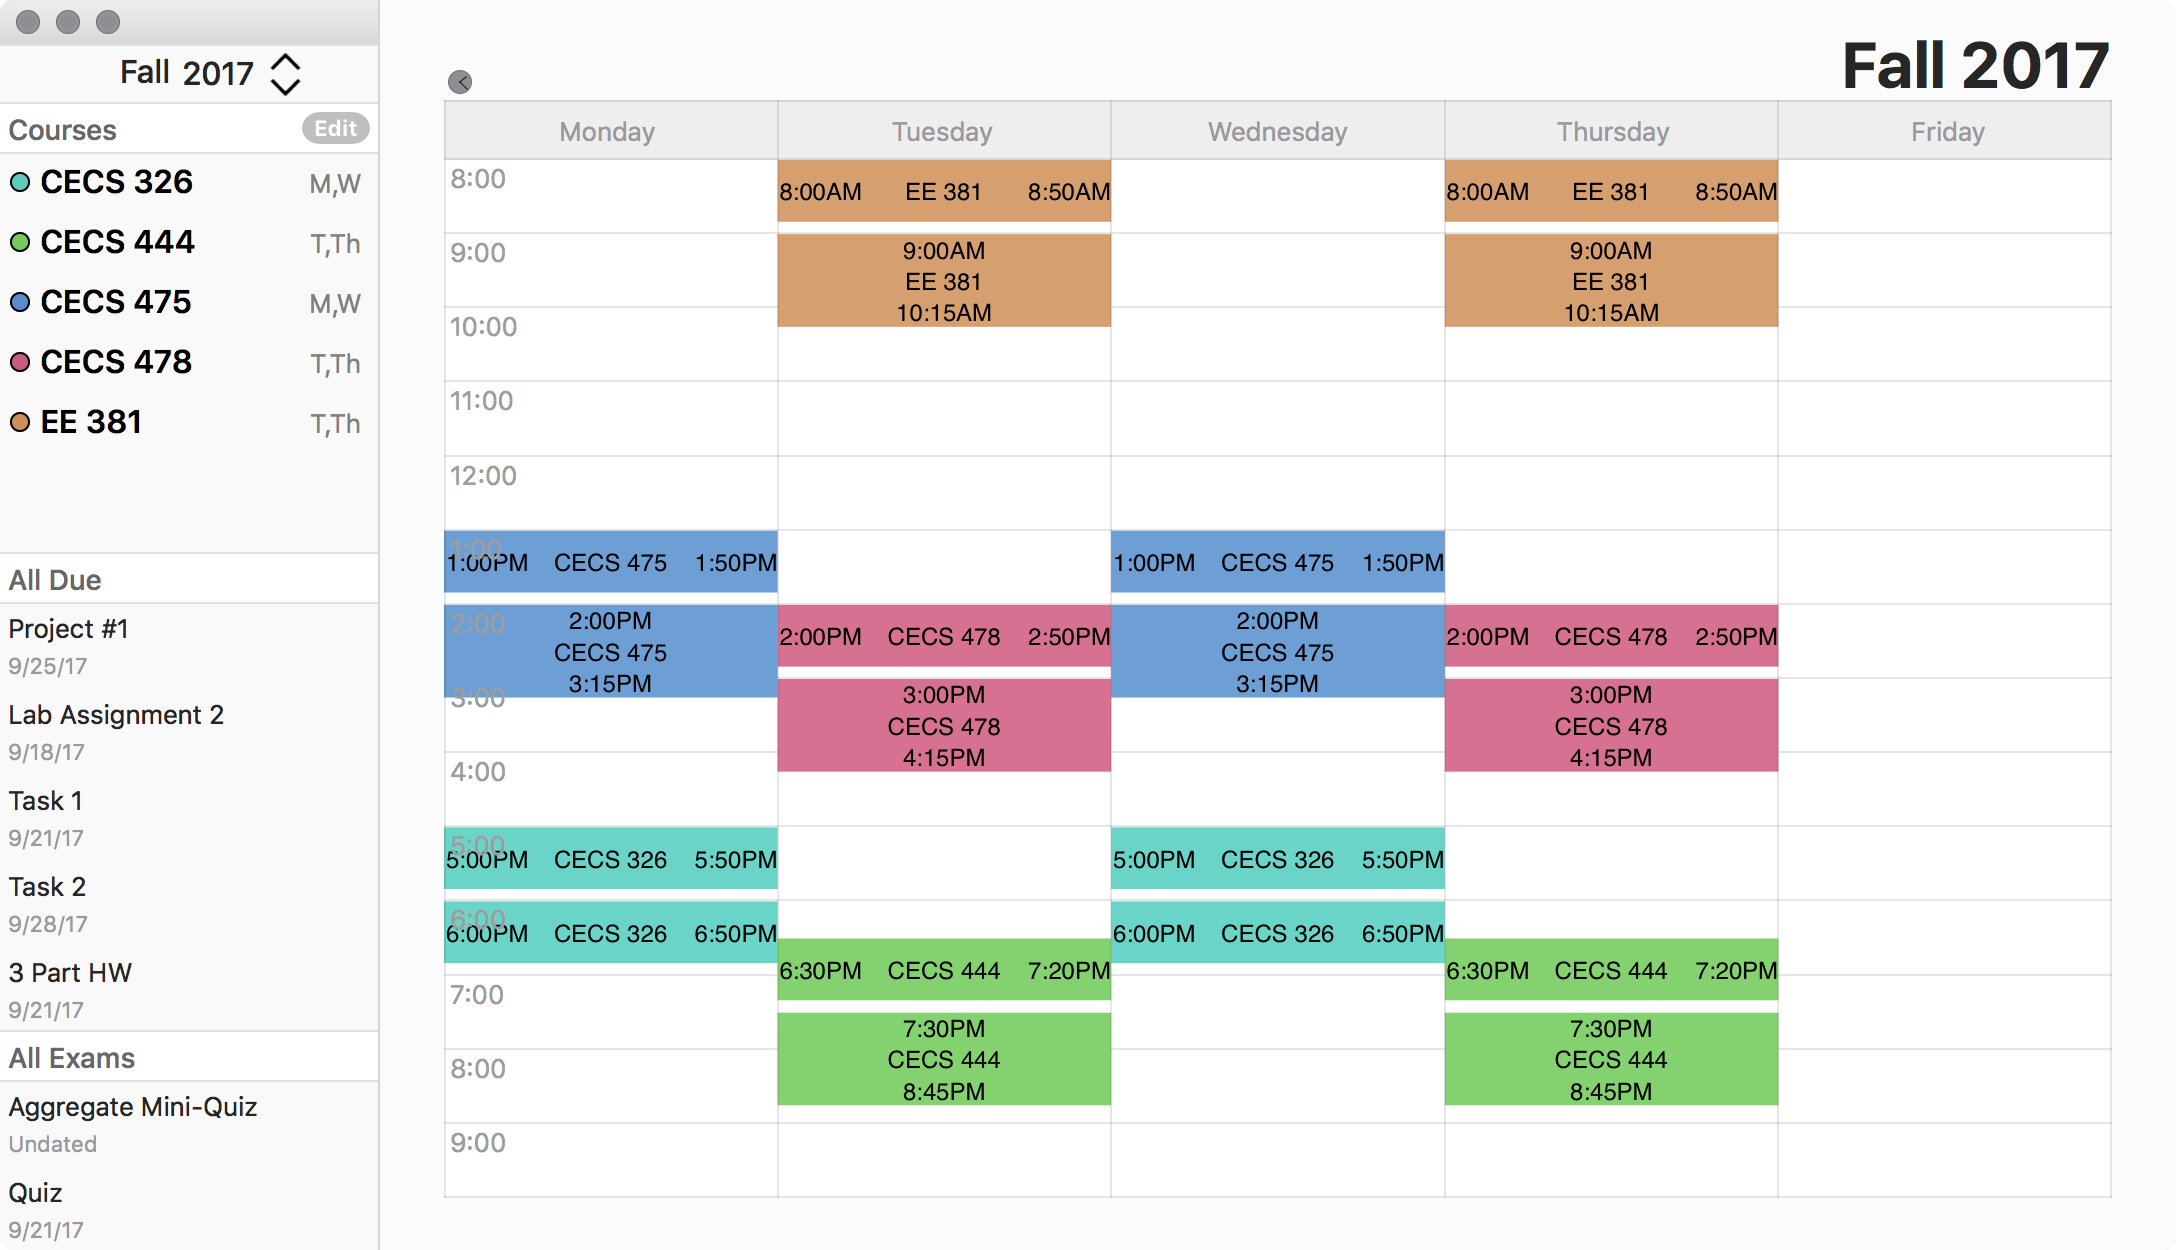 Fall 2017
Courses Edit
CECS 326 M,W
CECS 444 T,Th
CECS 475 M,W
CECS 478 T,Th
EE 381 T,Th
All Due
Project #1
9/25/17
Lab Assignment 2
9/18/17
Task 1
9/21/17
Task 2
9/28/17
3 Part HW
9/21/17
All Exams
Aggregate Mini-Quiz
Undated
Quiz
9/21/17
Fall 2017
Monday Tuesday Wednesday Thursday Friday
8:00
8:00AM EE 381 8:50AM
8:00AM EE 381 8:50AM
9:00
9:00AM
EE 381
10:15AM
9:00AM
EE 381
10:15AM
10:00
11:00
12:00
1:00
1:00PM CECS 475 1:50PM
1:00PM CECS 475 1:50PM
2:00
2:00PM
CECS 475
3:15PM
2:00PM CECS 478 2:50PM
2:00PM
CECS 475
3:15PM
2:00PM CECS 478 2:50PM
3:00
3:00PM
CECS 478
4:15PM
3:00PM
CECS 478
4:15PM
4:00
5:00
5:00PM CECS 326 5:50PM
5:00PM CECS 326 5:50PM
6:00
6:00PM CECS 326 6:50PM
6:00PM CECS 326 6:50PM
6:30PM CECS 444 7:20PM
6:30PM CECS 444 7:20PM
7:00
7:30PM
CECS 444
8:45PM
7:30PM
CECS 444
8:45PM
8:00
9:00